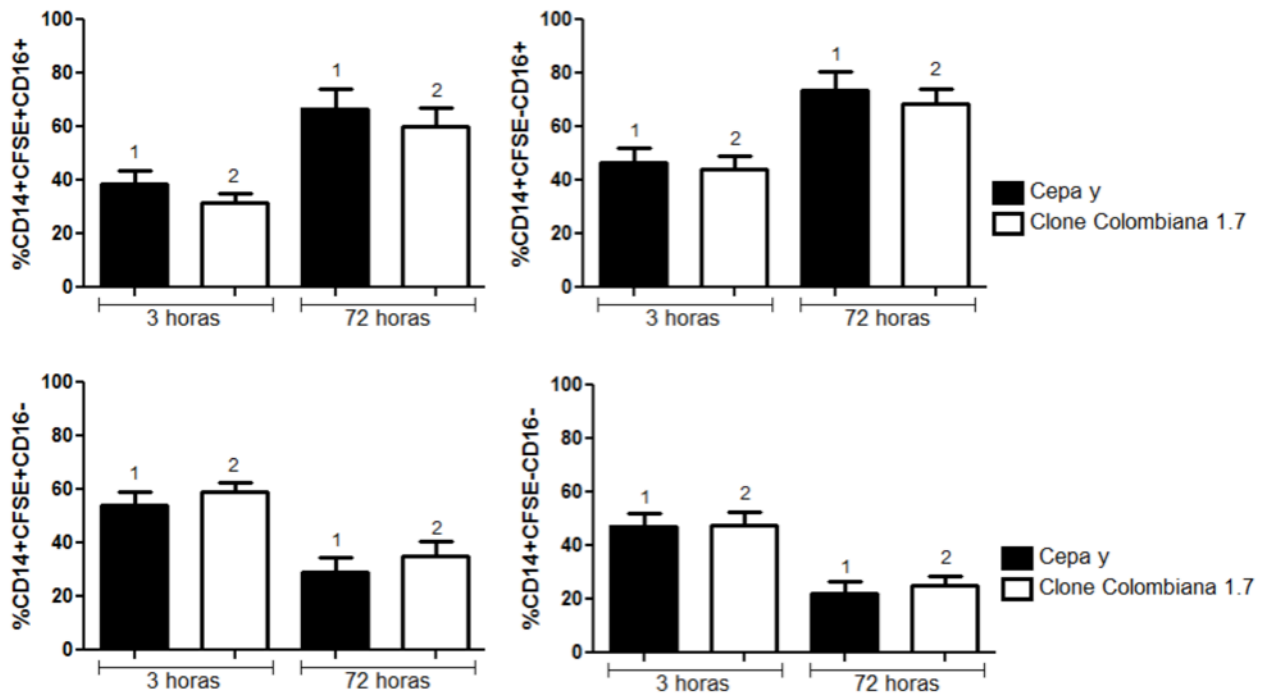 %CD14+CFSE+CD16+
100
80
60
40
20
0
1
2
1
2
3 horas
72 horas
%CD14+CFSE-CD16+
100
80
60
40
20
0
1
2
1
2
3 horas
72 horas
Cepa y
Clone Colombiana 1.7
%CD14+CFSE+CD16-
100
80
60
40
20
0
1
2
1
2
3 horas
72 horas
%CD14+CFSE-CD16-
100
80
60
40
20
0
1
2
1
2
3 horas
72 horas
Cepa y
Clone Colombiana 1.7